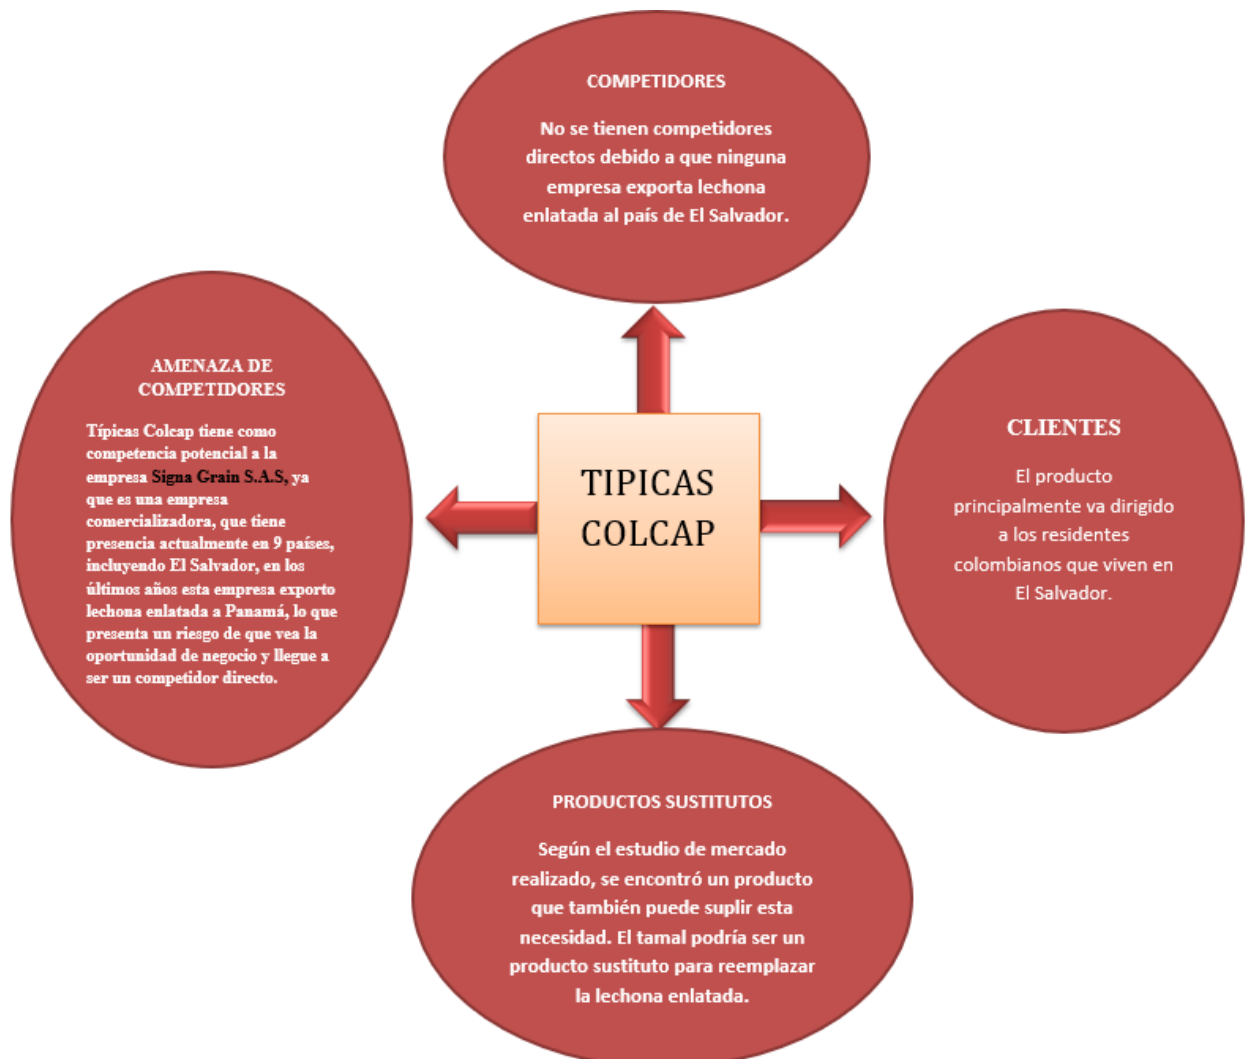 COMPETIDORES
No se tienen competidores
directos debido a que ninguna
empresa exporta lechona
enlatada al país de El Salvador.
AMENAZA DE
COMPETIDORES
Típicas Colcap tiene como
competencia potencial a la
empresa Signa Grain S.A.S, ya
que es una empresa
comercializadora, que tiene
presencia actualmente en 9 países,
incluyendo El Salvador, en los
últimos años esta empresa exporto
lechona enlatada a Panamá, lo que
presenta un riesgo de que vea la
oportunidad de negocio y llegue a
ser un competidor directo.
TIPICAS
COLCAP
CLIENTES
El producto
principalmente va dirigido
a los residentes
colombianos que viven en
El Salvador.
PRODUCTOS SUSTITUTOS
Según el estudio de mercado
realizado, se encontró un producto
que también puede suplir esta
necesidad. El tamal podría ser un
producto sustituto para reemplazar
la lechona enlatada.